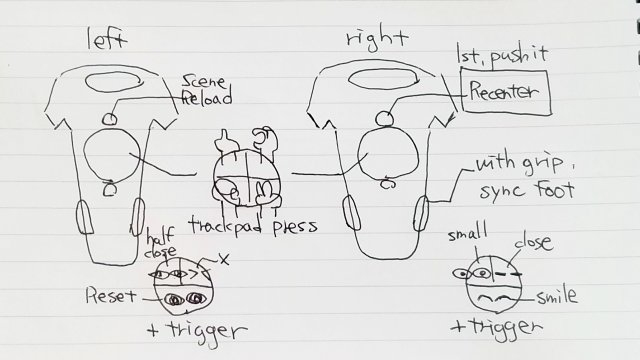 left
right
Scene
Reload
1st, push it
Recenter
with grip,
sync foot
trackpad press
half
close
x
Reset
+ trigger
small
close
smile
+ trigger